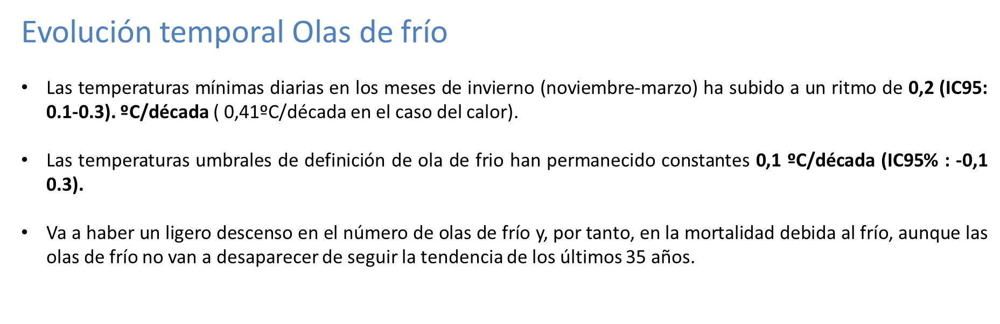 Evolución temporal Olas de frío
• Las temperaturas mínimas diarias en los meses de invierno (noviembre-marzo) ha subido a un ritmo de 0,2 (IC95:
0.1-0.3). ºC/década ( 0,41ºC/década en el caso del calor).
• Las temperaturas umbrales de definición de ola de frio han permanecido constantes 0,1 ºC/década (IC95% : -0,1
0.3).
• Va a haber un ligero descenso en el número de olas de frío y, por tanto, en la mortalidad debida al frío, aunque las
olas de frío no van a desaparecer de seguir la tendencia de los últimos 35 años.